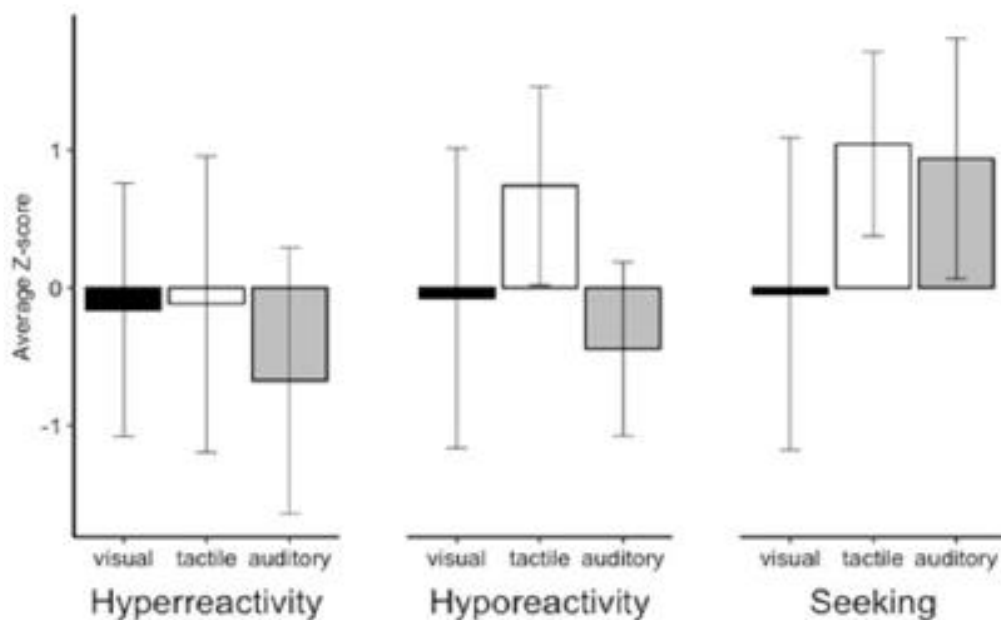 Average Z-score
1
0
-1
visual tactile auditory
Hyperreactivity
visual tactile auditory
Hyporeactivity
visual tactile auditory
Seeking